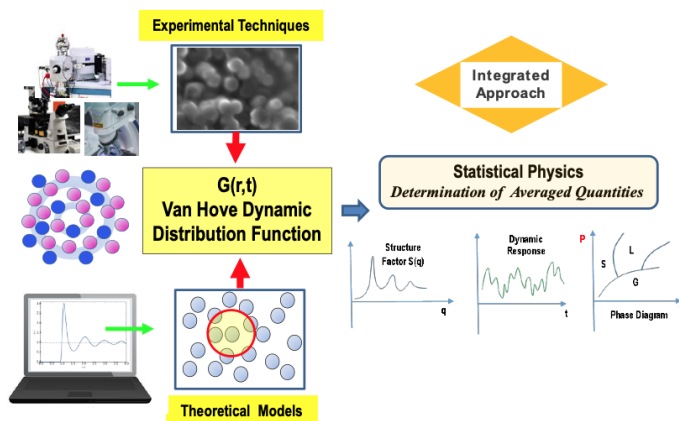 Experimental Techniques
Integrated
Approach
G(r,t)
Van Hove Dynamic
Distribution Function
Statistical Physics
Determination of Averaged Quantities
Structure
Factor S(q)
q
Dynamic
Response
t
P
S
L
G
Phase Diagram
Theoretical Models